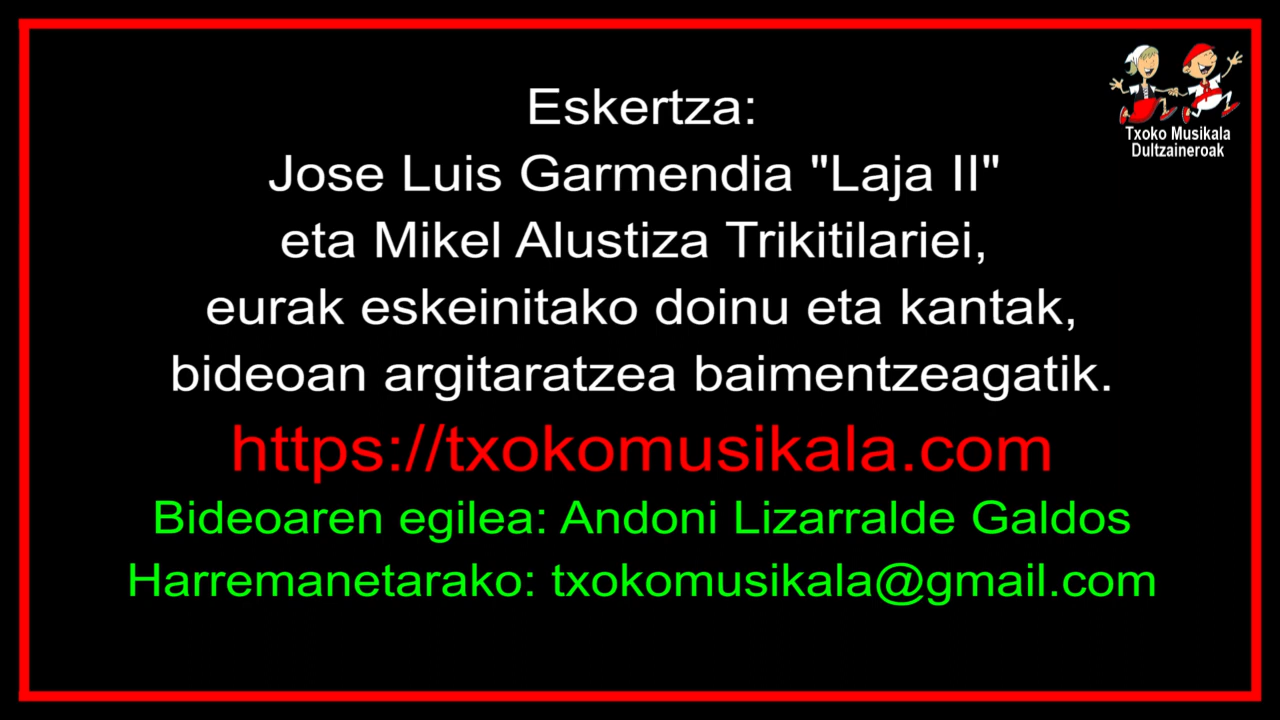 Eskertza:
Jose Luis Garmendia "Laja II"
eta Mikel Alustiza Trikitilariei,
eurak eskeinitako doinu eta kantak,
bideoan argitaratzea baimentzeagatik.
https://txokomusikala.com
Bideoaren egilea: Andoni Lizarralde Galdos
Harremanetarako: txokomusikala@gmail.com
Txoko Musikala
Dultzaineroak